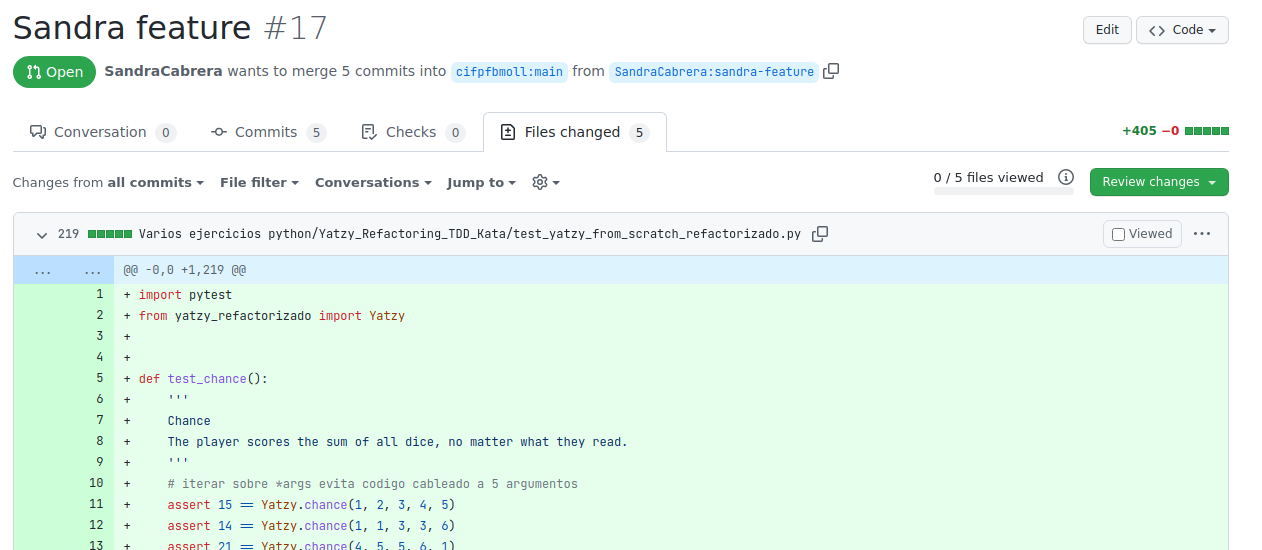 Sandra feature #17
Edit
Code
Open
SandraCabrera wants to merge 5 commits into cifpfbmoll:main from SandraCabrera:sandra-feature
Conversation 0
Commits 5
Checks 0
Files changed 5
+405 −0
Changes from all commits
File filter
Conversations
Jump to
0 / 5 files viewed
Review changes
219 Varios ejercicios python/Yatzy_Refactoring_TDD_Kata/test_yatzy_from_scratch_refactorizado.py
Viewed
... ... @@ -0,0 +1,219 @@
1 + import pytest
2 + from yatzy_refactorizado import Yatzy
3 +
4 +
5 + def test_chance():
6 + '''
7 + Chance
8 + The player scores the sum of all dice, no matter what they read.
9 + '''
10 + # iterar sobre *args evita codigo cableado a 5 argumentos
11 + assert 15 == Yatzy.chance(1, 2, 3, 4, 5)
12 + assert 14 == Yatzy.chance(1, 1, 3, 3, 6)
13 + assert 21 == Yatzy.chance(4, 5, 5, 6, 1)